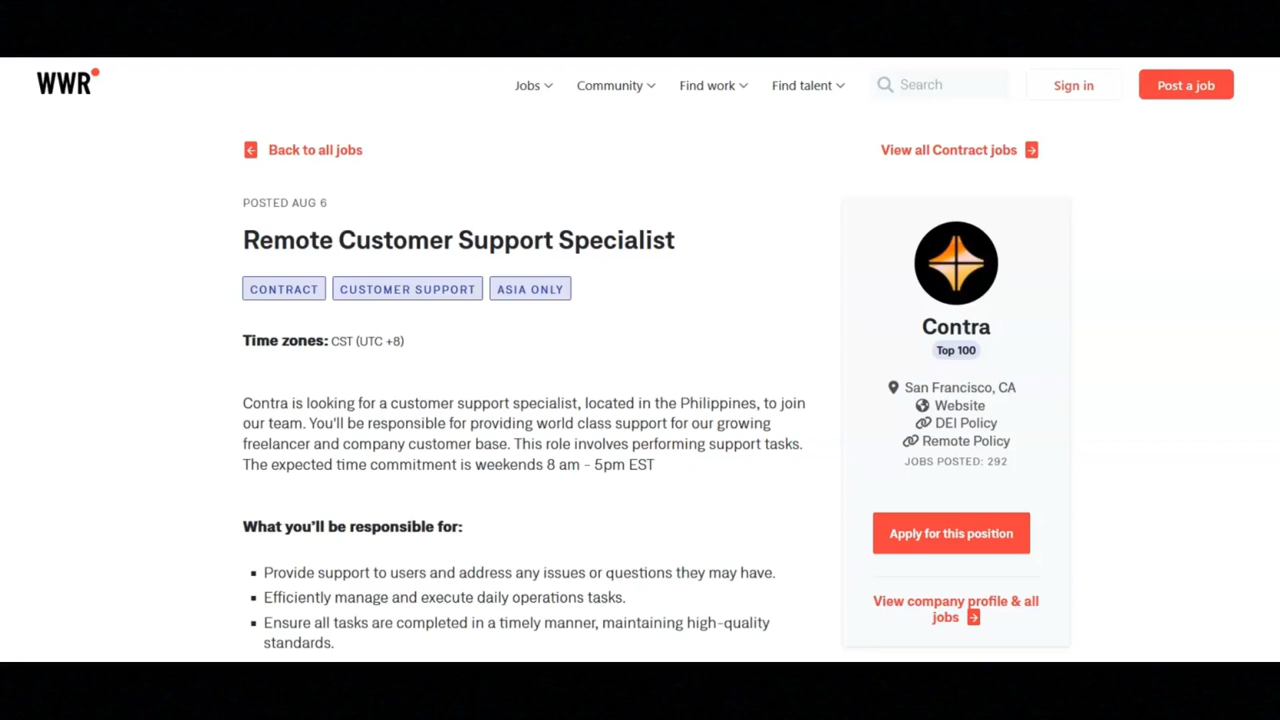 WWR
Jobs
Community
Find work
Find talent
Search
Sign in
Post a job
Back to all jobs
View all Contract jobs
POSTED AUG 6
Remote Customer Support Specialist
CONTRACT
CUSTOMER SUPPORT
ASIA ONLY
Time zones: CST (UTC +8)
Contra is looking for a customer support specialist, located in the Philippines, to join
our team. You'll be responsible for providing world class support for our growing
freelancer and company customer base. This role involves performing support tasks.
The expected time commitment is weekends 8 am - 5pm EST
What you'll be responsible for:
▪ Provide support to users and address any issues or questions they may have.
▪ Efficiently manage and execute daily operations tasks.
▪ Ensure all tasks are completed in a timely manner, maintaining high-quality
standards.
Contra
Top 100
San Francisco, CA
Website
DEI Policy
Remote Policy
JOBS POSTED: 292
Apply for this position
View company profile & all
jobs